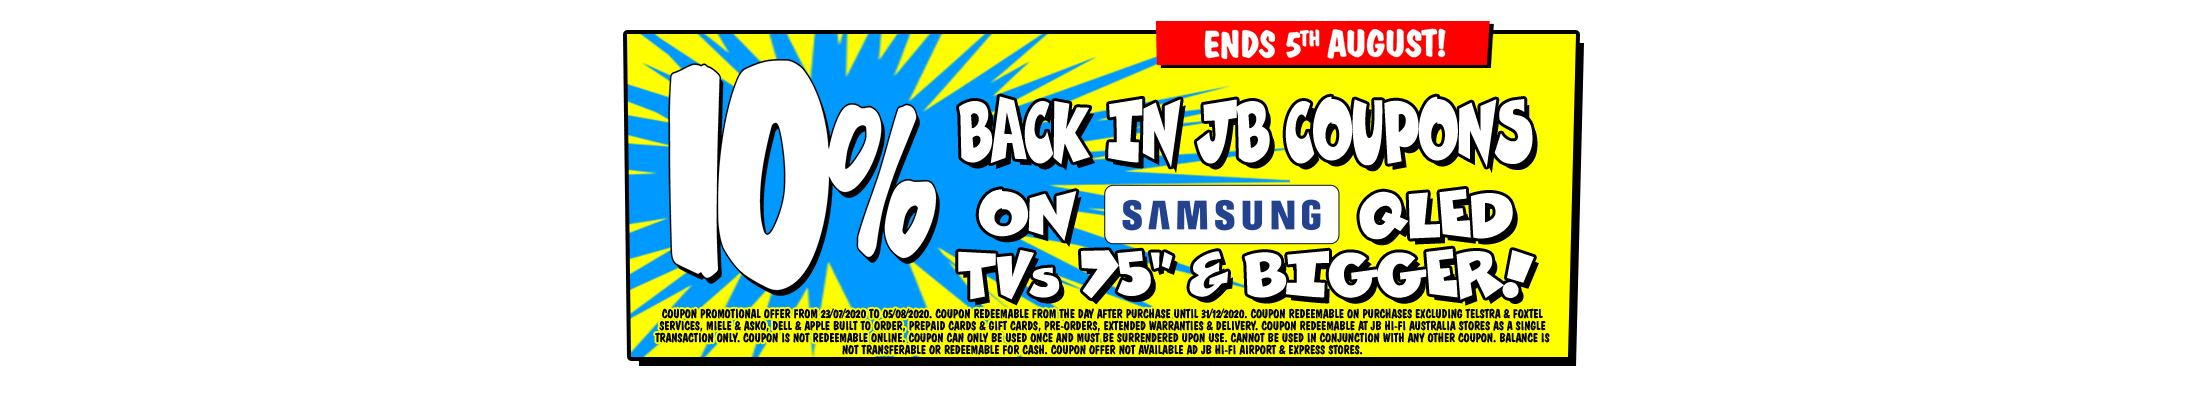 ENDS 5TH AUGUST!
10% BACK IN JB COUPONS
ON SAMSUNG QLED
TVs 75" & BIGGER!
COUPON PROMOTIONAL OFFER FROM 23/07/2020 TO 05/08/2020. COUPON REDEEMABLE FROM THE DAY AFTER PURCHASE UNTIL 31/12/2020. COUPON REDEEMABLE ON PURCHASES EXCLUDING TELSTRA & FOXTEL
SERVICES, MIELE & ASKO, DELL & APPLE BUILT TO ORDER, PREPAID CARDS & GIFT CARDS, PRE-ORDERS, EXTENDED WARRANTIES & DELIVERY. COUPON REDEEMABLE AT JB HI-FI AUSTRALIA STORES AS A SINGLE
TRANSACTION ONLY. COUPON IS NOT REDEEMABLE ONLINE. COUPON CAN ONLY BE USED ONCE AND MUST BE SURRENDERED UPON USE. CANNOT BE USED IN CONJUNCTION WITH ANY OTHER COUPON. BALANCE IS
NOT TRANSFERABLE OR REDEEMABLE FOR CASH. COUPON OFFER NOT AVAILABLE AD JB HI-FI AIRPORT & EXPRESS STORES.